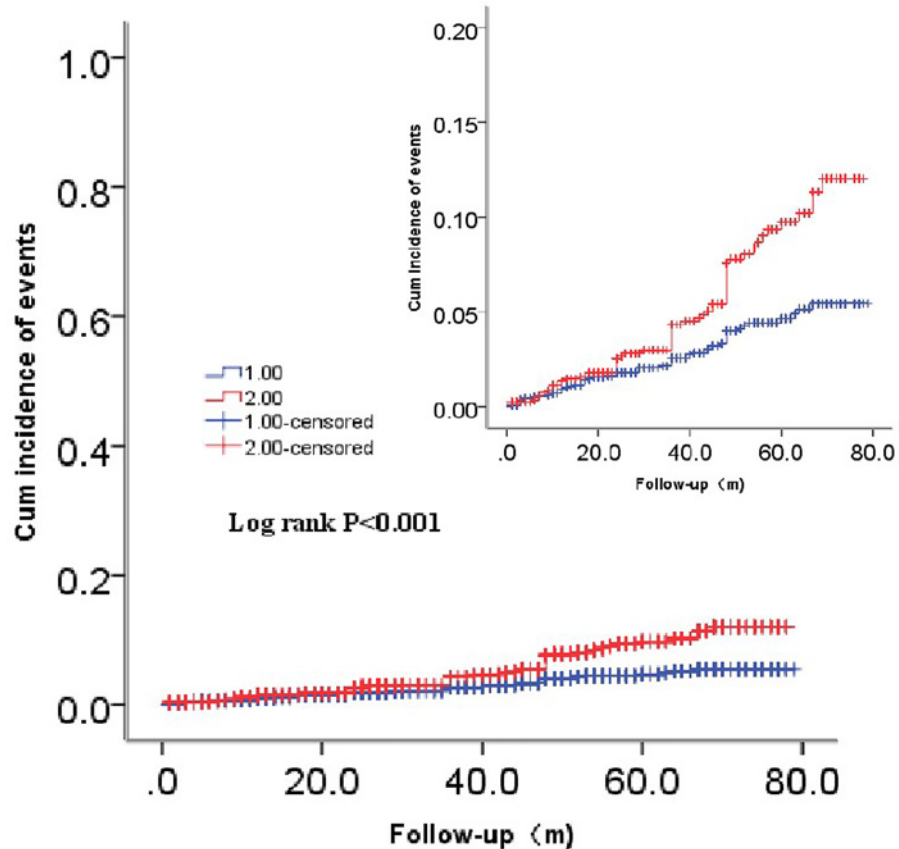 1.0
0.8
0.6
0.4
0.2
0.0
Cum incidence of events
.0 20.0 40.0 60.0 80.0
Follow-up（m)
1.00
2.00
1.00-censored
2.00-censored
Log rank P<0.001
0.20
0.15
0.10
0.05
0.00
Cum incidence of events
.0 20.0 40.0 60.0 80.0
Follow-up（m)